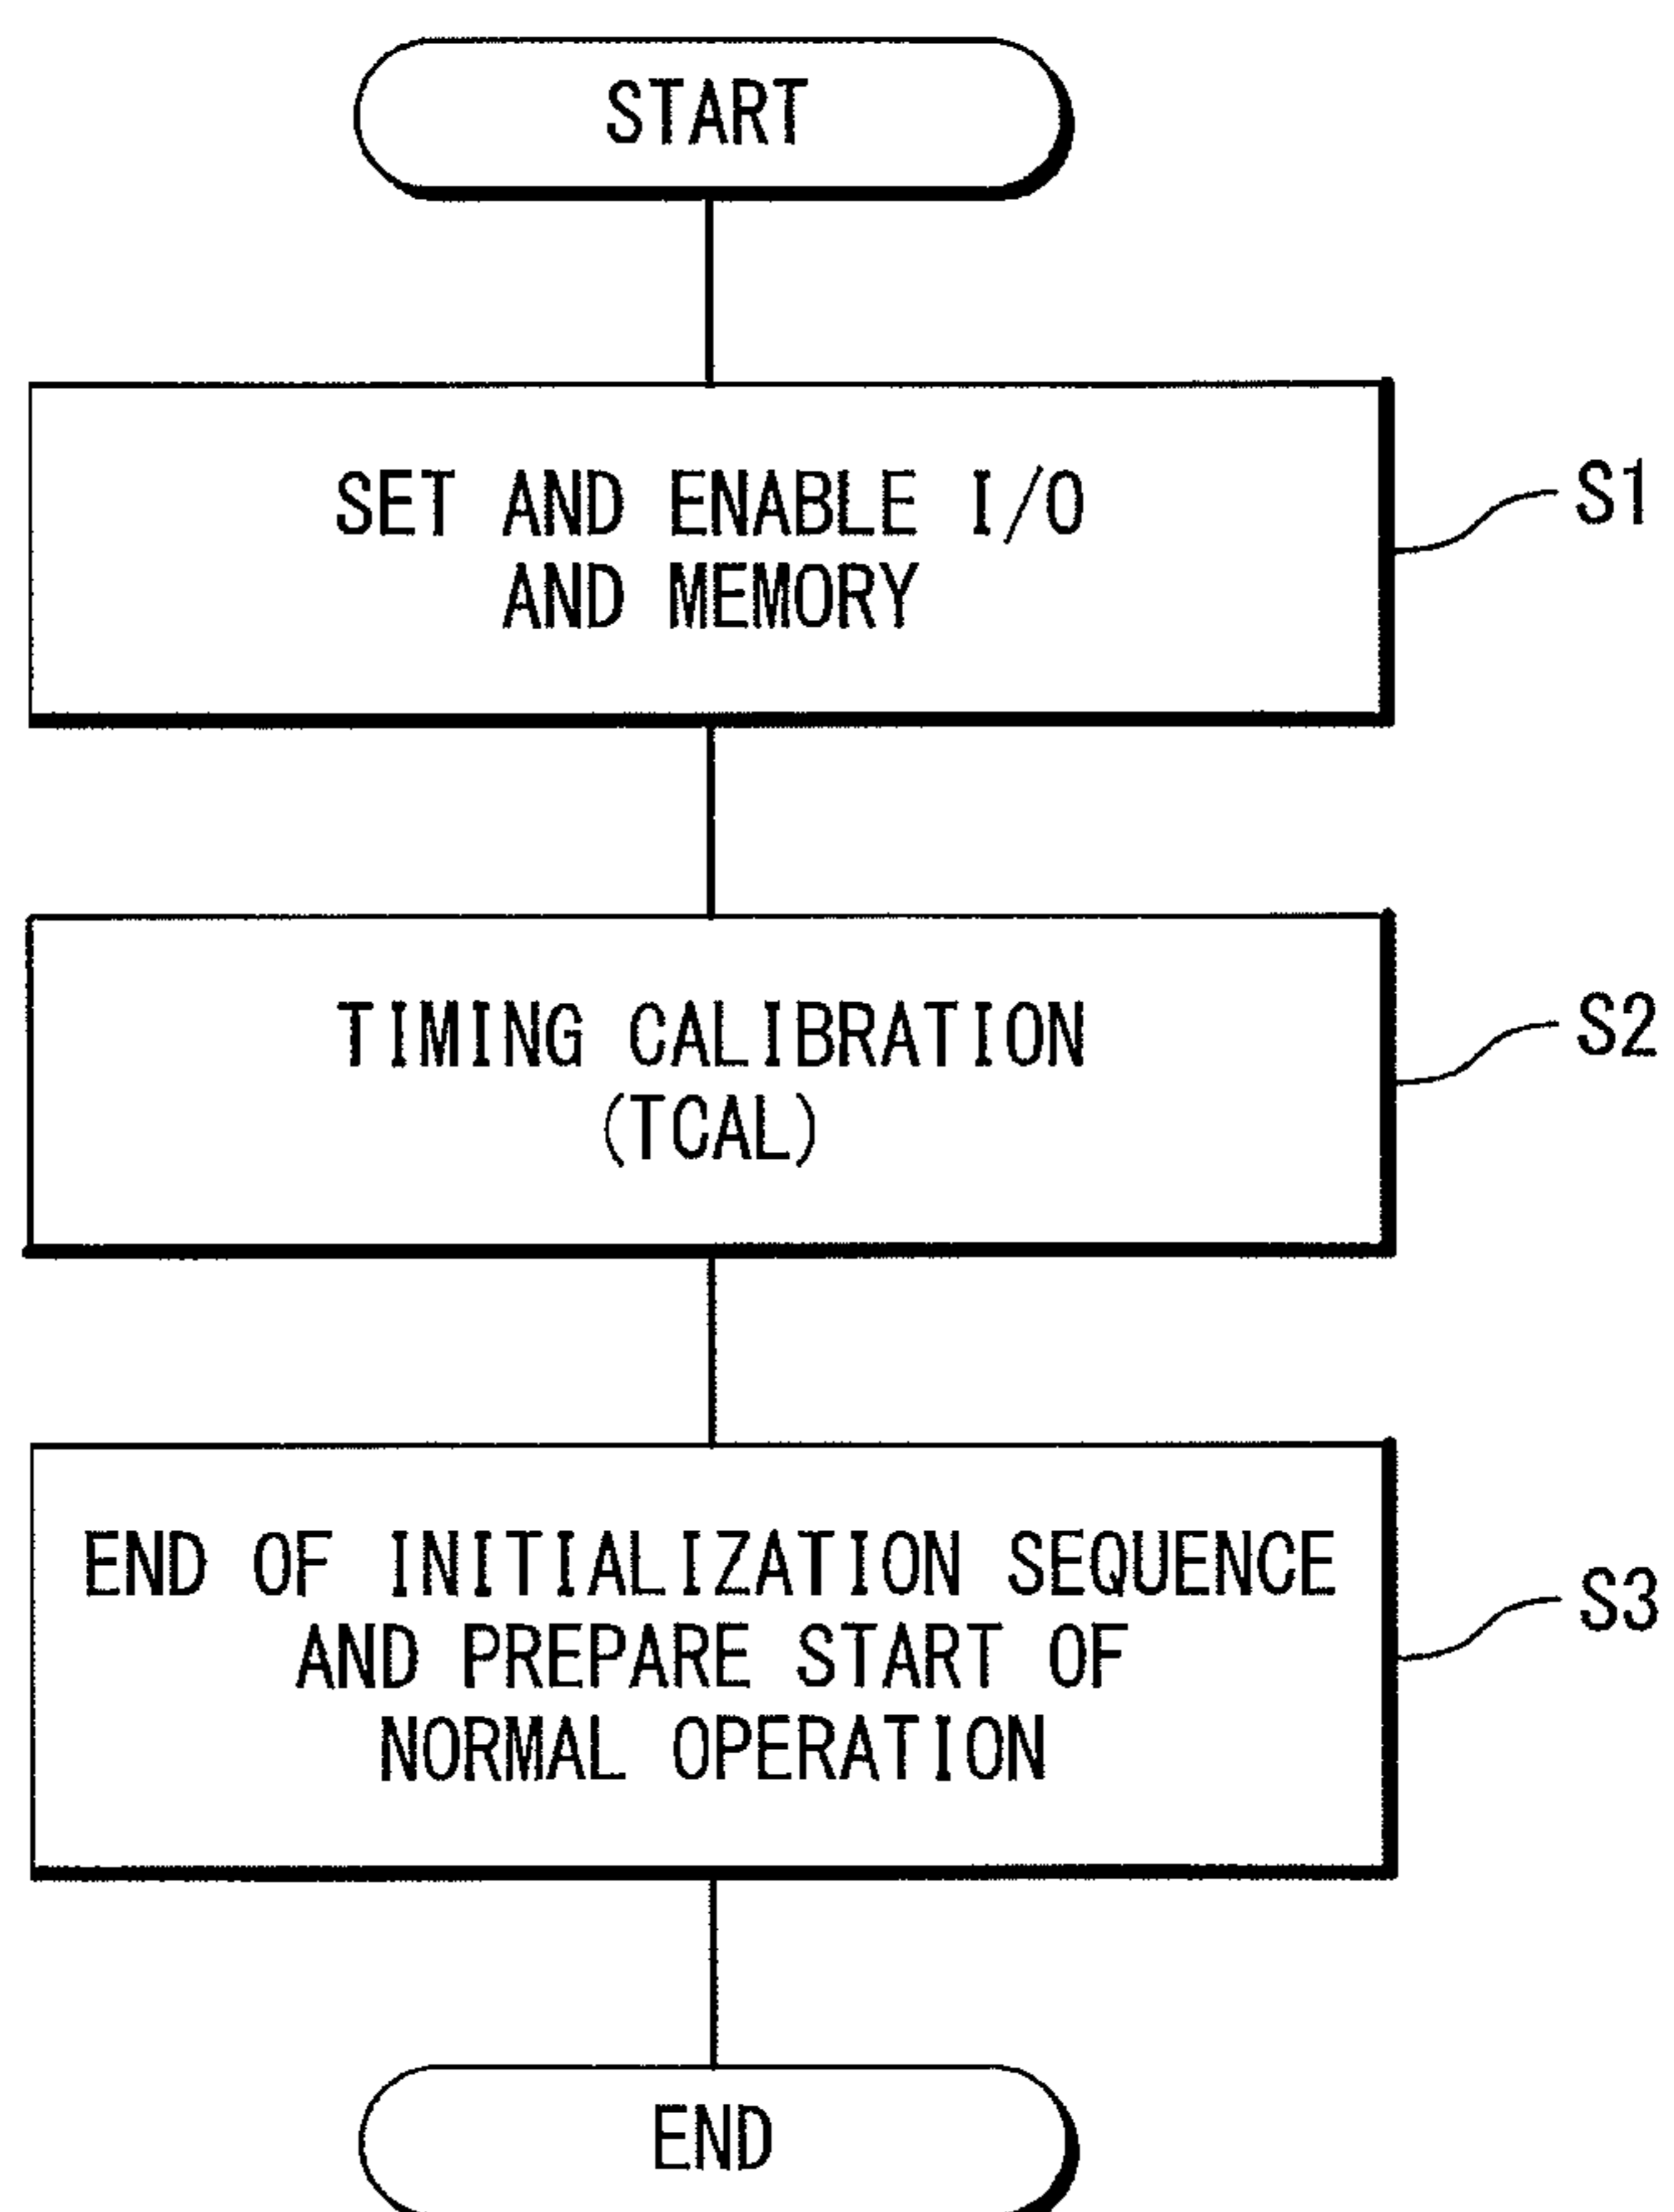 START
SET AND ENABLE I/O
AND MEMORY
S1
TIMING CALIBRATION
(TCAL)
S2
END OF INITIALIZATION SEQUENCE
AND PREPARE START OF
NORMAL OPERATION
S3
END